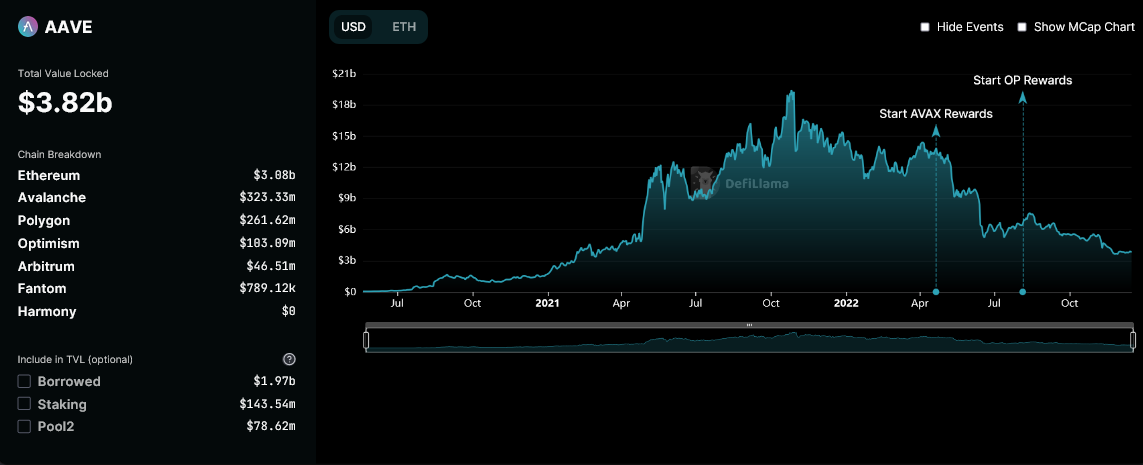 AAVE
Total Value Locked
$3.82b
Chain Breakdown
Ethereum $3.08b
Avalanche $323.33m
Polygon $261.62m
Optimism $103.09m
Arbitrum $46.51m
Fantom $789.12k
Harmony $0
Include in TVL (optional) ?
Borrowed $1.97b
Staking $143.54m
Pool2 $78.62m
USD ETH
Hide Events Show MCap Chart
$21b
$18b
$15b
$12b
$9b
$6b
$3b
$0
Start OP Rewards
Start AVAX Rewards
DefiLlama
Jul Oct 2021 Apr Jul Oct 2022 Apr Jul Oct